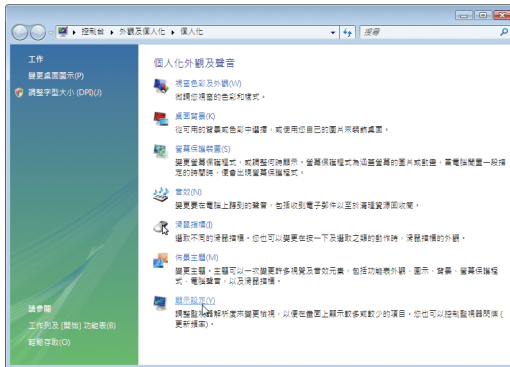 控制台 ▸ 外觀及個人化 ▸ 個人化
搜尋
工作
變更桌面圖示(P)
調整字型大小 (DPI)(J)
個人化外觀及聲音
視窗色彩及外觀(W)
微調您視窗的色彩和樣式。
桌面背景(K)
從可用的背景或色彩中選擇，或使用您自己的圖片來裝飾桌面。
螢幕保護裝置(S)
變更螢幕保護程式，或調整何時顯示。螢幕保護程式為涵蓋螢幕的圖片或動畫，當電腦閒置一段指
定的時間時，便會出現螢幕保護程式。
音效(N)
變更要在電腦上聽到的聲音，包括收到電子郵件以至於清理資源回收筒。
滑鼠指標(I)
選取不同的滑鼠指標。您也可以變更在按一下及選取之類的動作時，滑鼠指標的外觀。
佈景主題(M)
變更主題。主題可以一次變更許多視覺及音效元素，包括功能表外觀、圖示、背景、螢幕保護程
式、電腦聲音，以及滑鼠指標。
顯示設定(Y)
調整監視器解析度來變更檢視，以便在畫面上顯示較多或較少的項目。您也可以控制監視器閃爍 (
更新頻率)。
請參閱
工作列及 [開始] 功能表(B)
輕鬆存取(O)